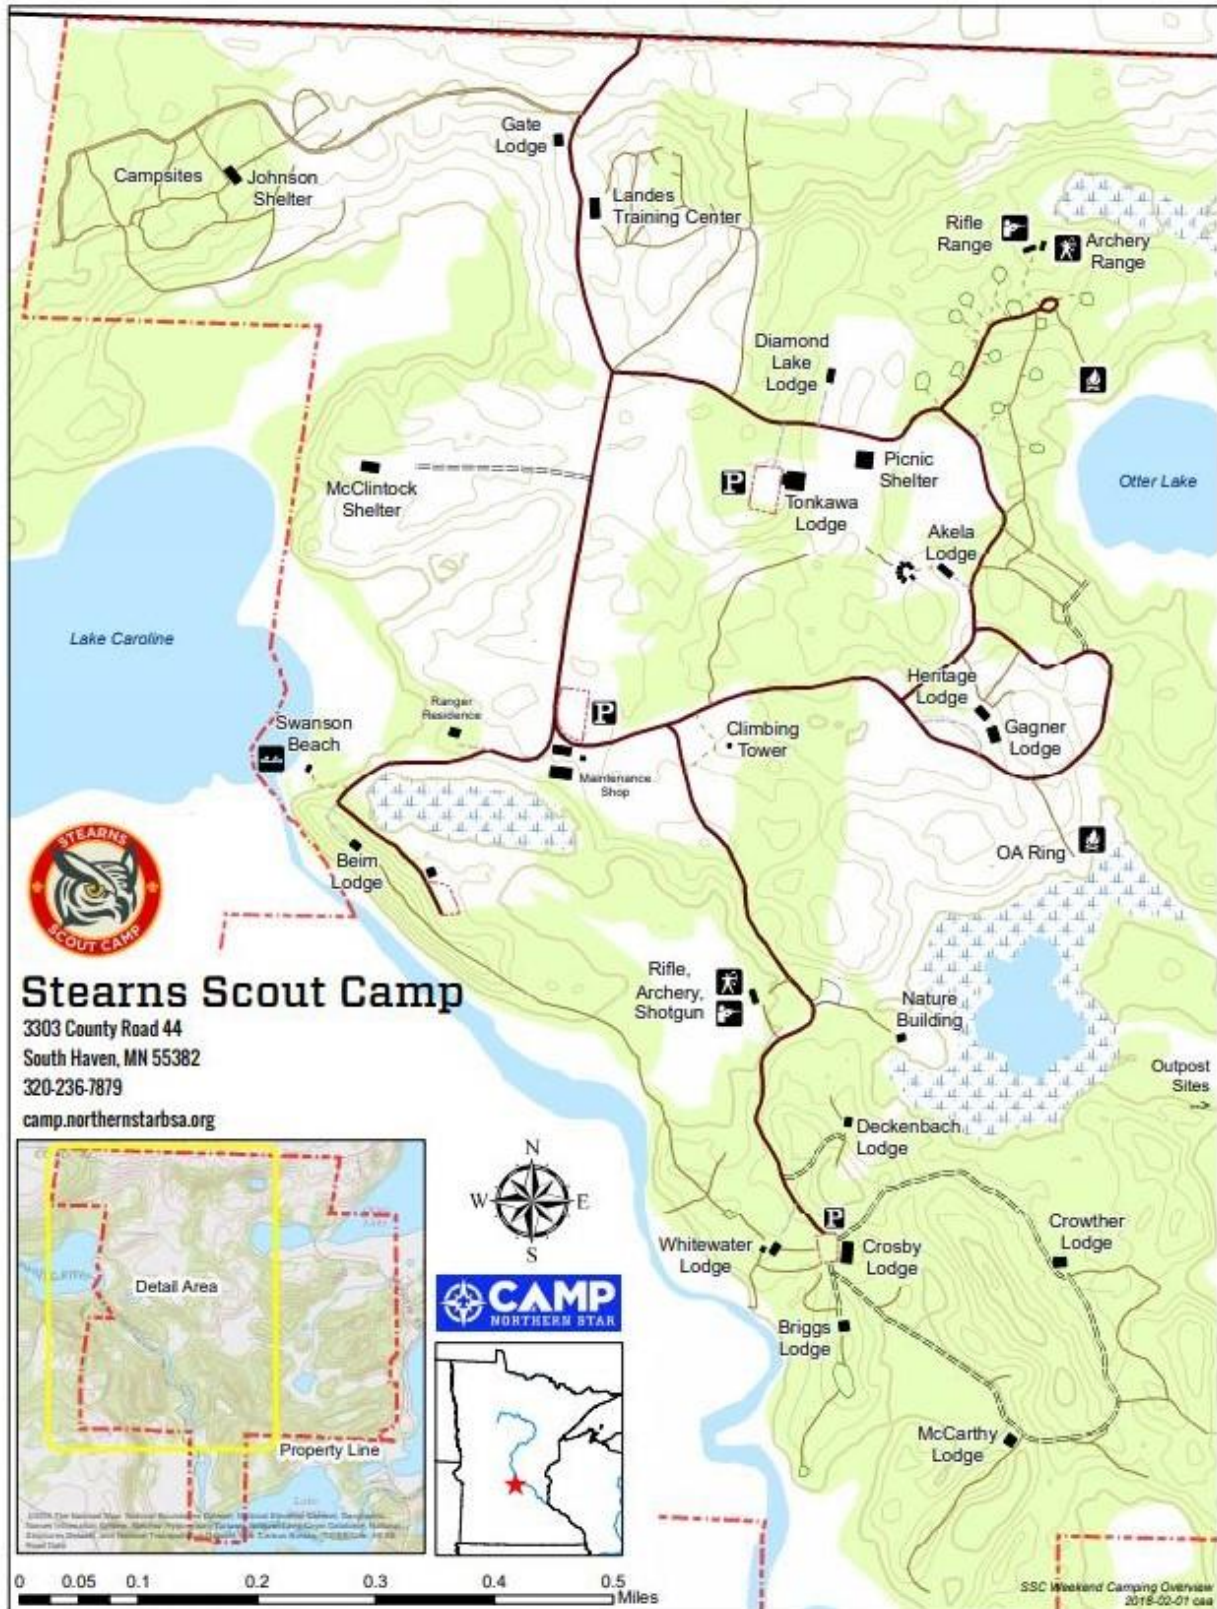 Gate
Lodge
Campsites
Johnson
Shelter
Landes
Training Center
Rifle
Range
Archery
Range
Diamond
Lake
Lodge
P
Picnic
Shelter
Tonkawa
Lodge
McClintock
Shelter
Otter Lake
Akela
Lodge
Lake Caroline
Heritage
Lodge
Ranger
Residence
P
Swanson
Beach
Climbing
Tower
Gagner
Lodge
Maintenance
Shop
Beim
Lodge
OA Ring
STEARNS
SCOUT CAMP
Stearns Scout Camp
3303 County Road 44
South Haven, MN 55382
320-236-7879
camp.northernstarbsa.org
Rifle,
Archery,
Shotgun
Nature
Building
Outpost
Sites
-->
Deckenbach
Lodge
P
Whitewater
Lodge
Crosby
Lodge
Crowther
Lodge
Briggs
Lodge
McCarthy
Lodge
N
W E
S
CAMP
NORTHERN STAR
Detail Area
Property Line
0 0.05 0.1 0.2 0.3 0.4 0.5
Miles
SSC Weekend Camping Overview
2018-02-01 caa